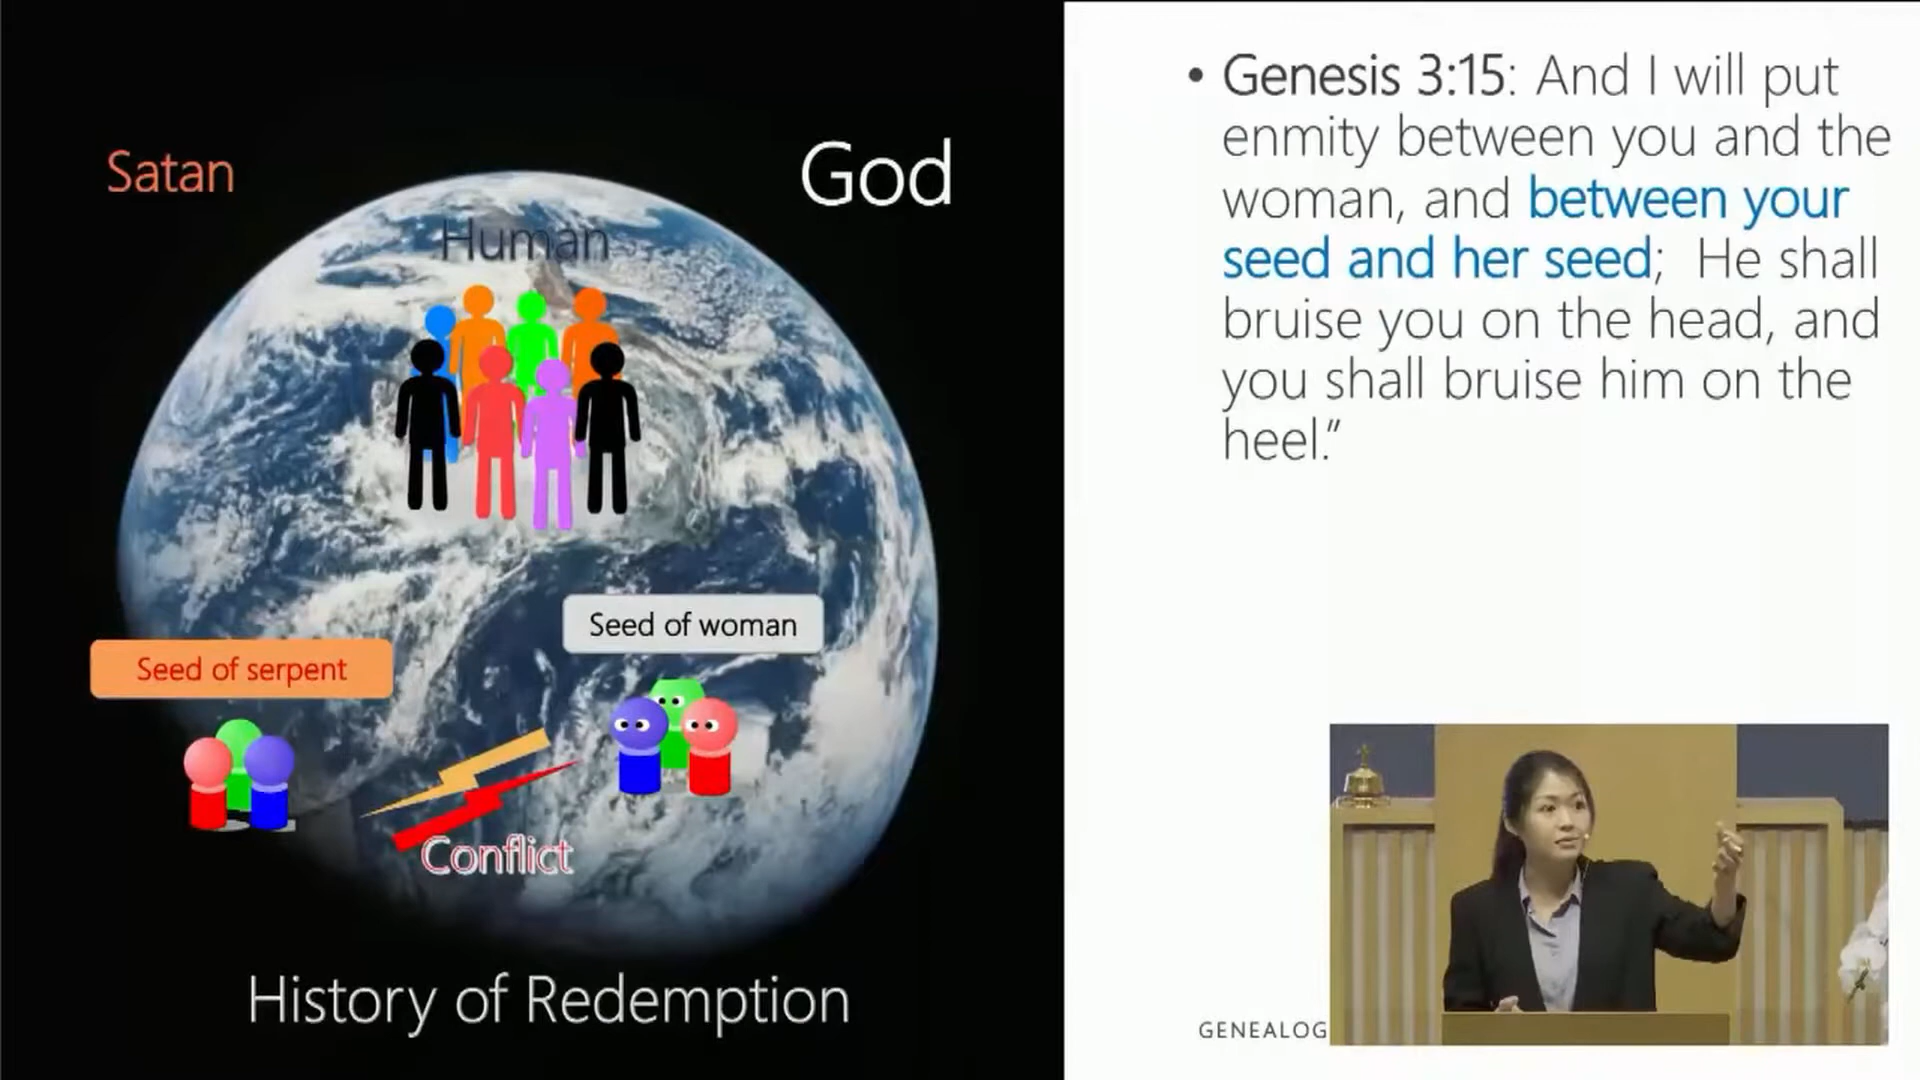 Satan
God
Human
Seed of woman
Seed of serpent
Conflict
History of Redemption
• Genesis 3:15: And I will put
enmity between you and the
woman, and between your
seed and her seed;  He shall
bruise you on the head, and
you shall bruise him on the
heel.”
GENEALOG